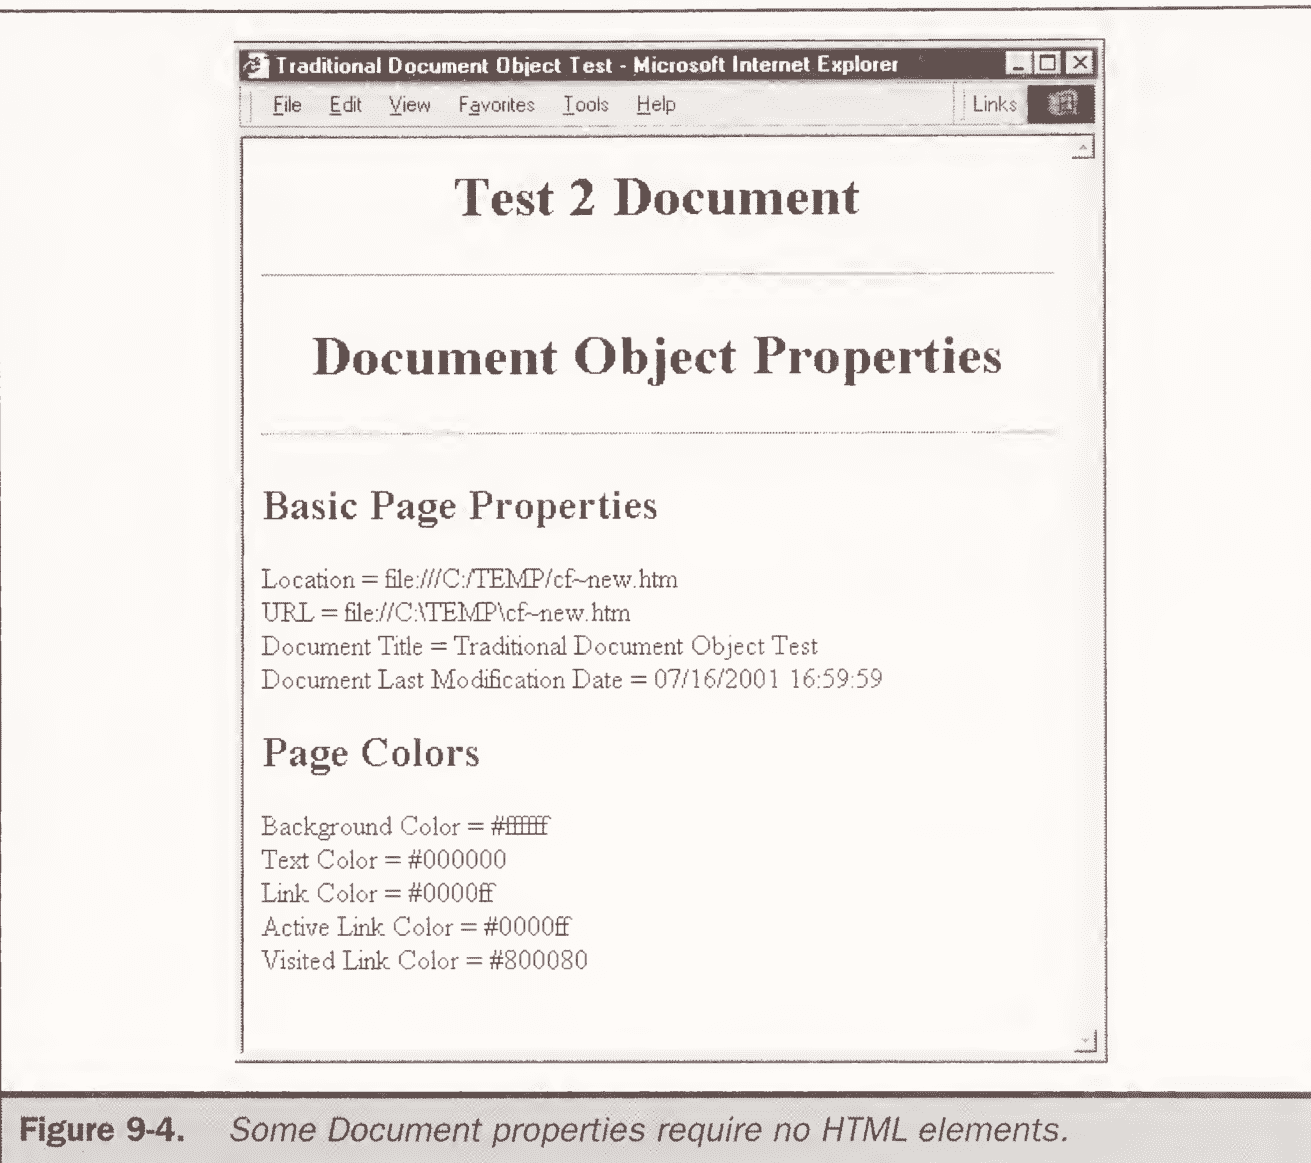 Traditional Document Object Test - Microsoft Internet Explorer
File Edit View Favorites Tools Help Links
Test 2 Document
Document Object Properties
Basic Page Properties
Location = file:///C:/TEMP/cf~new.htm
URL = file://C:\TEMP\cf~new.htm
Document Title = Traditional Document Object Test
Document Last Modification Date = 07/16/2001 16:59:59
Page Colors
Background Color = #ffffff
Text Color = #000000
Link Color = #0000ff
Active Link Color = #0000ff
Visited Link Color = #800080
Figure 9-4. Some Document properties require no HTML elements.